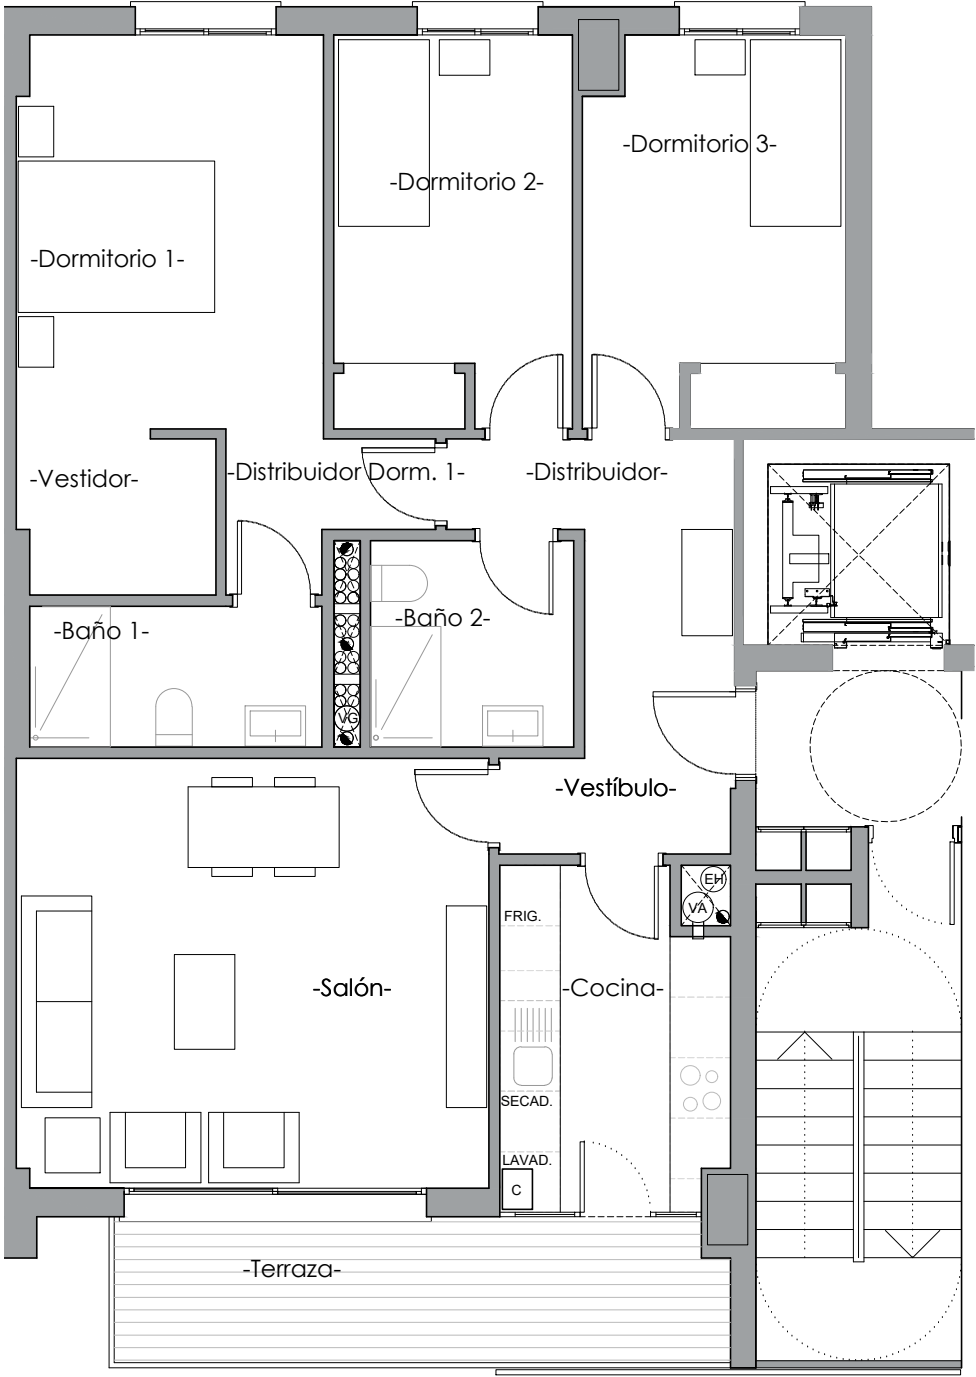 -Dormitorio 3-
-Dormitorio 2-
-Dormitorio 1-
-Vestidor-
-Distribuidor Dorm. 1-
-Distribuidor-
-Baño 1-
-Baño 2-
VG
-Vestíbulo-
EH
VA
FRIG.
-Salón-
-Cocina-
SECAD.
LAVAD.
C
-Terraza-